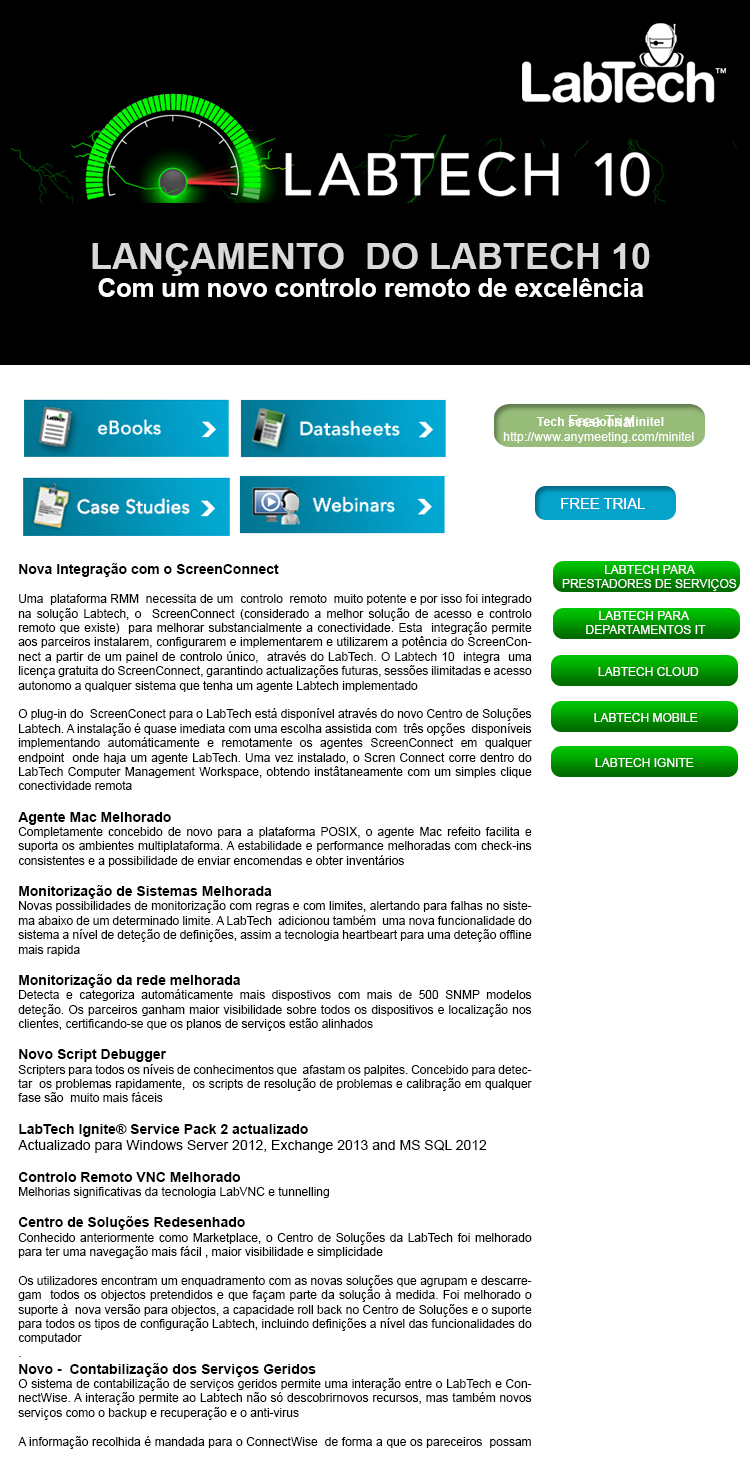 LabTech™
LABTECH 10
LANÇAMENTO DO LABTECH 10
Com um novo controlo remoto de excelência
eBooks
Datasheets
Case Studies
Webinars
Free Trial
Tech sessions Minitel
http://www.anymeeting.com/minitel
FREE TRIAL
LABTECH PARA
PRESTADORES DE SERVIÇOS
LABTECH PARA
DEPARTAMENTOS IT
LABTECH CLOUD
LABTECH MOBILE
LABTECH IGNITE
Nova Integração com o ScreenConnect
Uma plataforma RMM necessita de um controlo remoto muito potente e por isso foi integrado
na solução Labtech, o ScreenConnect (considerado a melhor solução de acesso e controlo
remoto que existe) para melhorar substancialmente a conectividade. Esta integração permite
aos parceiros instalarem, configurarem e implementarem e utilizarem a potência do ScreenCon-
nect a partir de um painel de controlo único, através do LabTech. O Labtech 10 integra uma
licença gratuita do ScreenConnect, garantindo actualizações futuras, sessões ilimitadas e acesso
autonomo a qualquer sistema que tenha um agente Labtech implementado
O plug-in do ScreenConect para o LabTech está disponível através do novo Centro de Soluções
Labtech. A instalação é quase imediata com uma escolha assistida com três opções disponíveis
implementando automáticamente e remotamente os agentes ScreenConnect em qualquer
endpoint onde haja um agente LabTech. Uma vez instalado, o Scren Connect corre dentro do
LabTech Computer Management Workspace, obtendo instâtaneamente com um simples clique
conectividade remota
Agente Mac Melhorado
Completamente concebido de novo para a plataforma POSIX, o agente Mac refeito facilita e
suporta os ambientes multiplataforma. A estabilidade e performance melhoradas com check-ins
consistentes e a possibilidade de enviar encomendas e obter inventários
Monitorização de Sistemas Melhorada
Novas possibilidades de monitorização com regras e com limites, alertando para falhas no siste-
ma abaixo de um determinado limite. A LabTech adicionou também uma nova funcionalidade do
sistema a nível de deteção de definições, assim a tecnologia heartbeart para uma deteção offline
mais rapida
Monitorização da rede melhorada
Detecta e categoriza automáticamente mais dispostivos com mais de 500 SNMP modelos
deteção. Os parceiros ganham maior visibilidade sobre todos os dispositivos e localização nos
clientes, certificando-se que os planos de serviços estão alinhados
Novo Script Debugger
Scripters para todos os níveis de conhecimentos que afastam os palpites. Concebido para detec-
tar os problemas rapidamente, os scripts de resolução de problemas e calibração em qualquer
fase são muito mais fáceis
LabTech Ignite® Service Pack 2 actualizado
Actualizado para Windows Server 2012, Exchange 2013 and MS SQL 2012
Controlo Remoto VNC Melhorado
Melhorias significativas da tecnologia LabVNC e tunnelling
Centro de Soluções Redesenhado
Conhecido anteriormente como Marketplace, o Centro de Soluções da LabTech foi melhorado
para ter uma navegação mais fácil , maior visibilidade e simplicidade
Os utilizadores encontram um enquadramento com as novas soluções que agrupam e descarre-
gam todos os objectos pretendidos e que façam parte da solução à medida. Foi melhorado o
suporte à nova versão para objectos, a capacidade roll back no Centro de Soluções e o suporte
para todos os tipos de configuração Labtech, incluindo definições a nível das funcionalidades do
computador
.
Novo - Contabilização dos Serviços Geridos
O sistema de contabilização de serviços geridos permite uma interação entre o LabTech e Con-
nectWise. A interação permite ao Labtech não só descobrirnovos recursos, mas também novos
serviços como o backup e recuperação e o anti-virus
A informação recolhida é mandada para o ConnectWise de forma a que os pareceiros possam